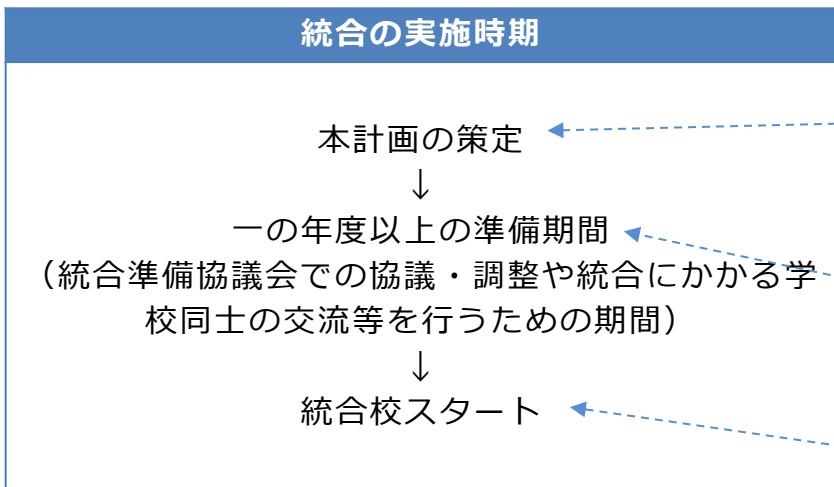 統合の実施時期
本計画の策定
↓
一の年度以上の準備期間
（統合準備協議会での協議・調整や統合にかかる学
校同士の交流等を行うための期間）
↓
統合校スタート